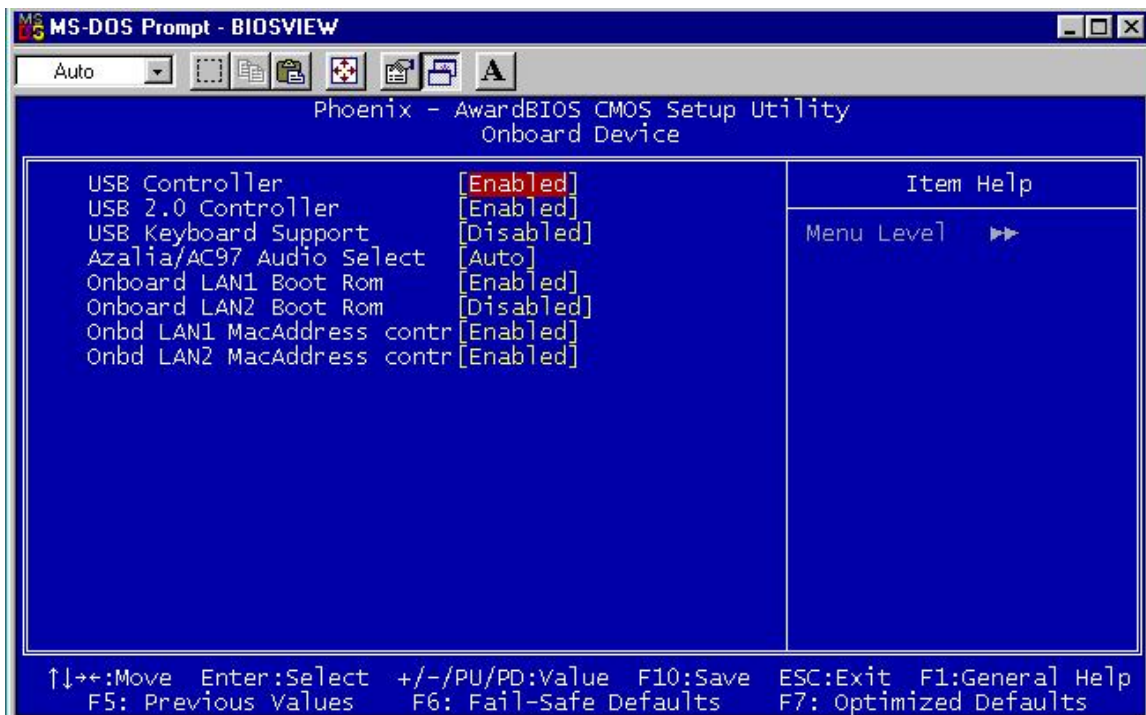 MS-DOS Prompt - BIOSVIEW
Auto
A
Phoenix - AwardBIOS CMOS Setup Utility
Onboard Device
USB Controller [Enabled]
USB 2.0 Controller [Enabled]
USB Keyboard Support [Disabled]
Azalia/AC97 Audio Select [Auto]
Onboard LAN1 Boot Rom [Enabled]
Onboard LAN2 Boot Rom [Disabled]
Onbd LAN1 MacAddress contr[Enabled]
Onbd LAN2 MacAddress contr[Enabled]
Item Help
Menu Level ►►
↑↓→←:Move Enter:Select +/-/PU/PD:Value F10:Save ESC:Exit F1:General Help
F5: Previous Values F6: Fail-Safe Defaults F7: Optimized Defaults